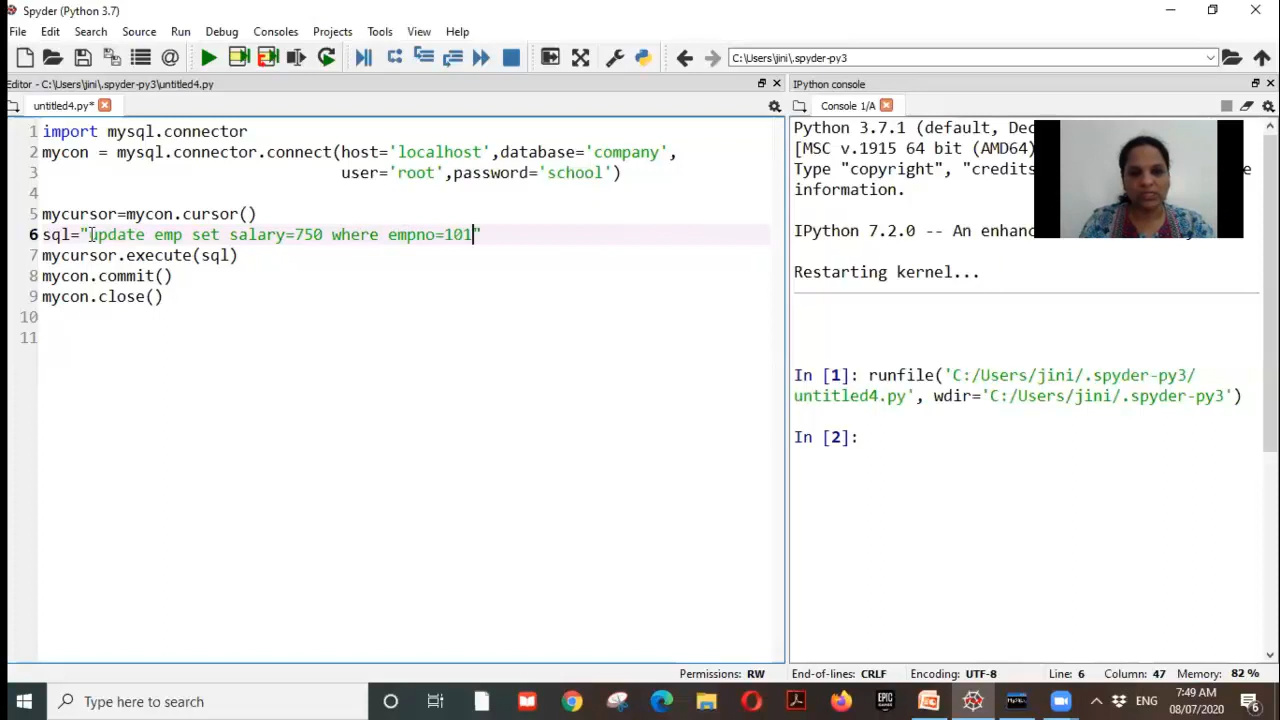 Spyder (Python 3.7)
File Edit Search Source Run Debug Consoles Projects Tools View Help
C:\Users\jini\.spyder-py3
Editor - C:\Users\jini\.spyder-py3\untitled4.py
IPython console
untitled4.py*
Console 1/A
1 import mysql.connector
2 mycon = mysql.connector.connect(host='localhost',database='company',
3 user='root',password='school')
4
5 mycursor=mycon.cursor()
6 sql="update emp set salary=750 where empno=101"
7 mycursor.execute(sql)
8 mycon.commit()
9 mycon.close()
10
11
Python 3.7.1 (default, Dec
[MSC v.1915 64 bit (AMD64)
Type "copyright", "credits
information.
IPython 7.2.0 -- An enhanc
Restarting kernel...
In [1]: runfile('C:/Users/jini/.spyder-py3/
untitled4.py', wdir='C:/Users/jini/.spyder-py3')
In [2]:
Permissions: RW End-of-lines: CRLF Encoding: UTF-8 Line: 6 Column: 47 Memory: 82 %
Type here to search
EPIC
ENG
7:49 AM
08/07/2020
6